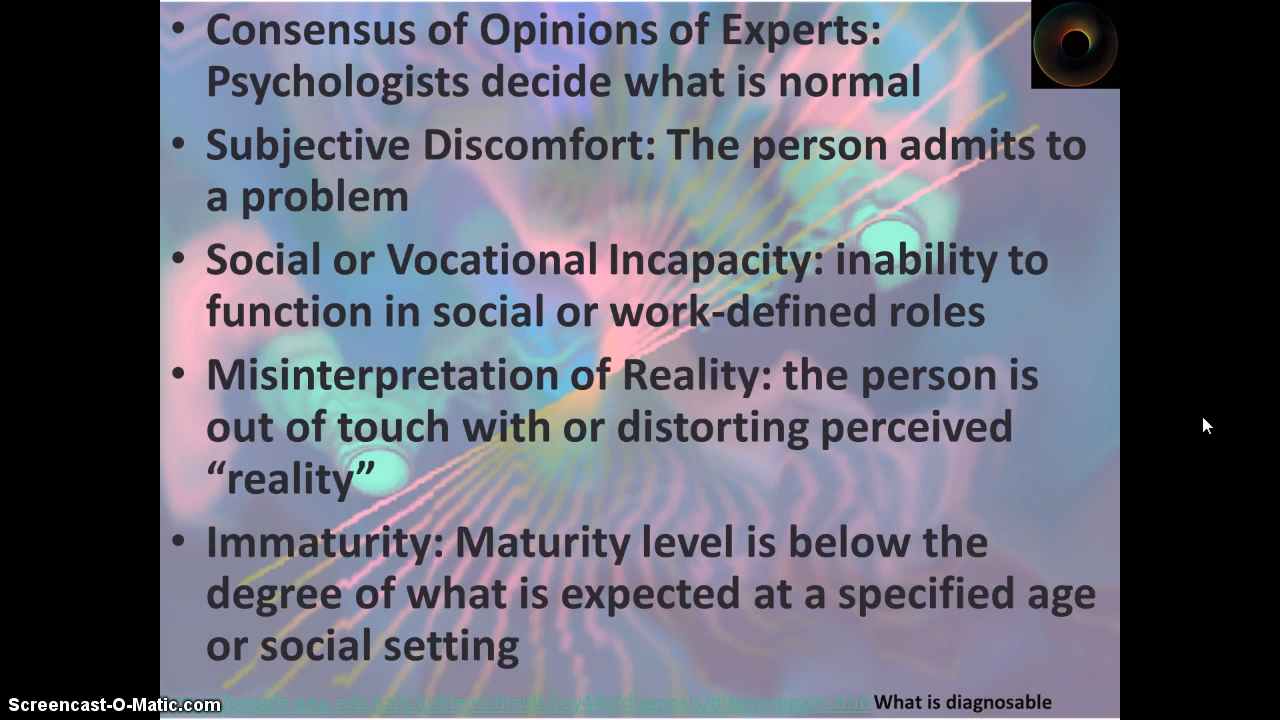 • Consensus of Opinions of Experts:
Psychologists decide what is normal
• Subjective Discomfort: The person admits to
a problem
• Social or Vocational Incapacity: inability to
function in social or work-defined roles
• Misinterpretation of Reality: the person is
out of touch with or distorting perceived
“reality”
• Immaturity: Maturity level is below the
degree of what is expected at a specified age
or social setting
What is diagnosable
Screencast-O-Matic.com